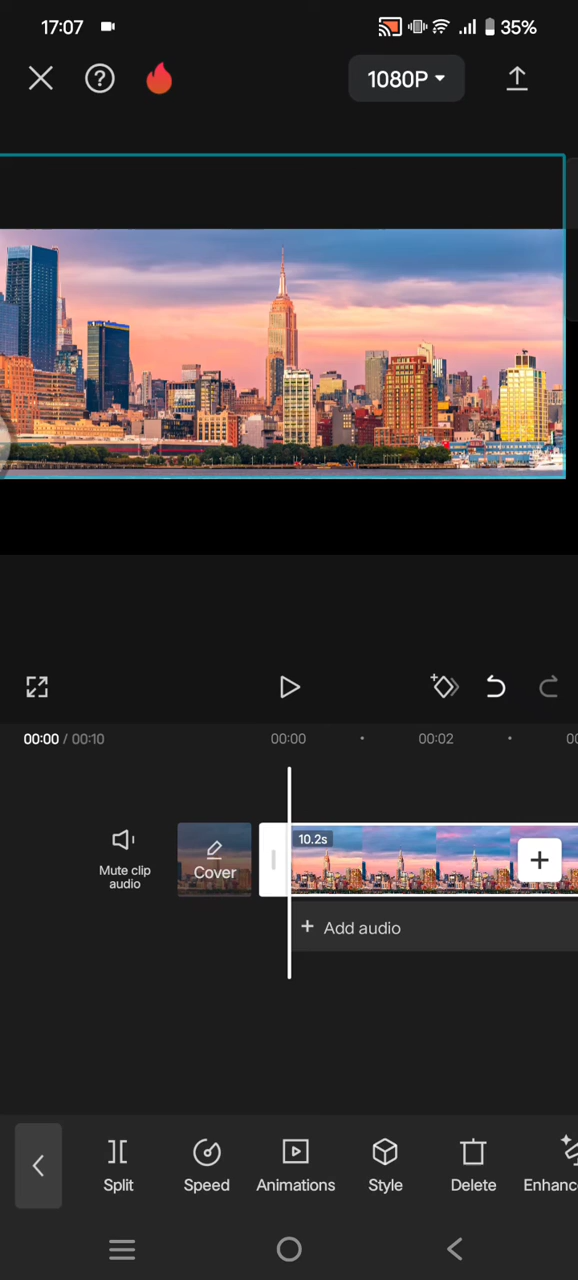 17:07 35%
? 1080P
00:00 / 00:10 00:00 00:02
10.2s
Mute clip
audio
Cover
Add audio
Split Speed Animations Style Delete Enhanc